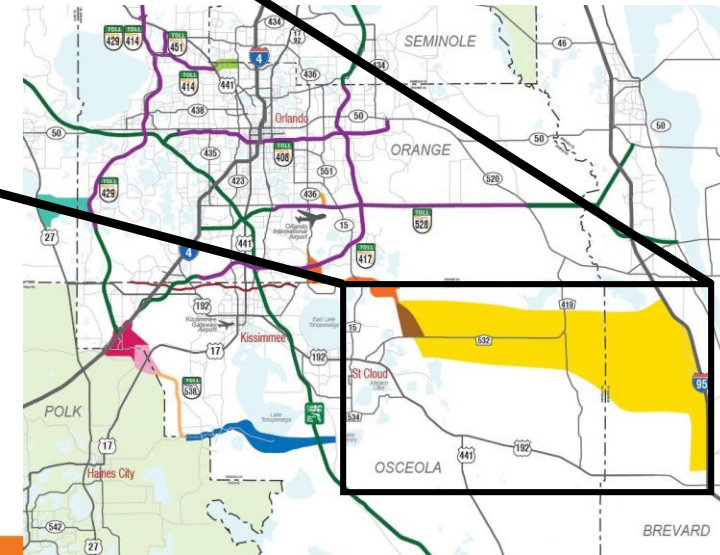 434
17
92
TOLL
429
TOLL
414
TOLL
451
4
SEMINOLE
46
436
434
TOLL
414
441
438
Orlando
50
50
50
50
ORANGE
435
TOLL
408
TOLL
429
423
551
520
436
27
Orlando
International
Airport
15
TOLL
528
441
4
TOLL
417
192
Kissimmee
Gateway
Airport
East Lake
Tohopekaliga
419
15
Kissimmee
17
532
192
St Cloud
Alligator
Lake
95
TOLL
538
534
POLK
Lake
Tohopekaliga
17
441
192
Haines City
OSCEOLA
542
27
BREVARD